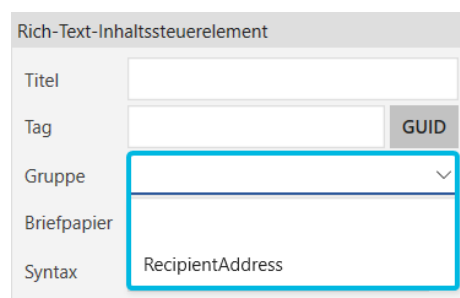 Rich-Text-Inhaltssteuerelement
Titel
Tag GUID
Gruppe
Briefpapier
Syntax RecipientAddress